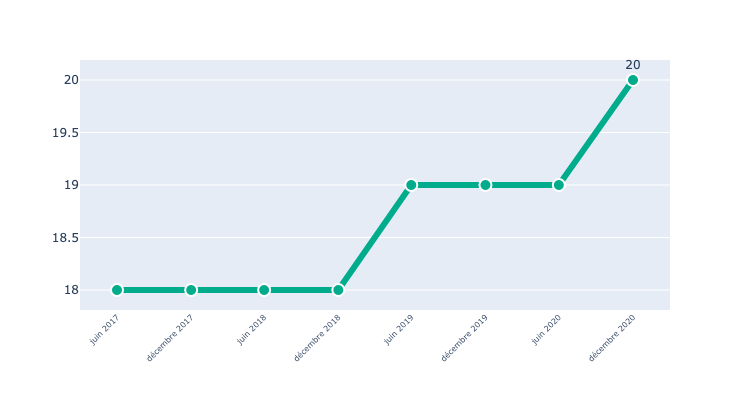 20
20
19.5
19
18.5
18
juin 2017
décembre 2017
juin 2018
décembre 2018
juin 2019
décembre 2019
juin 2020
décembre 2020